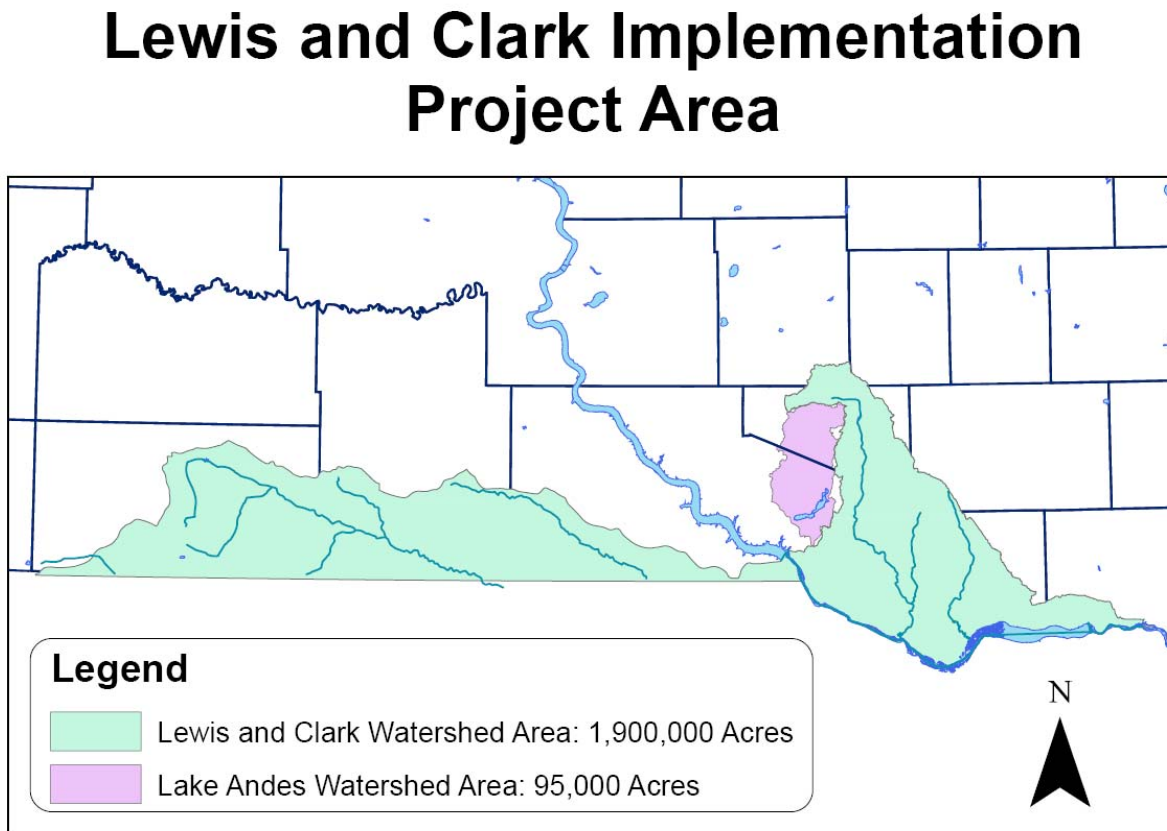 Lewis and Clark Implementation
Project Area
Legend
Lewis and Clark Watershed Area: 1,900,000 Acres
Lake Andes Watershed Area: 95,000 Acres
N